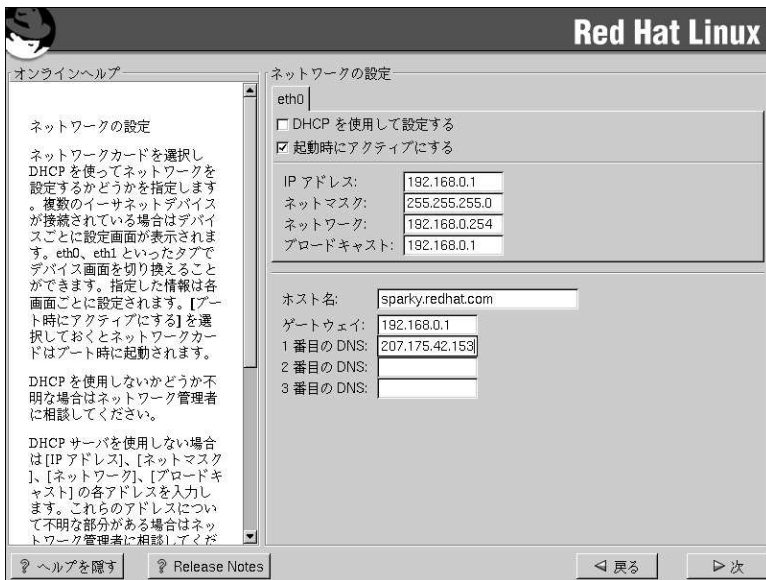 Red Hat Linux
オンラインヘルプ
ネットワークの設定
ネットワークカードを選択し
DHCP を使ってネットワークを
設定するかどうかを指定します
。複数のイーサネットデバイス
が接続されている場合はデバイ
スごとに設定画面が表示されま
す。eth0、eth1 といったタブで
デバイス画面を切り換えること
ができます。指定した情報は各
画面ごとに設定されます。[ブー
ト時にアクティブにする] を選
択しておくとネットワークカー
ドはブート時に起動されます。
DHCP を使用しないかどうか不
明な場合はネットワーク管理者
に相談してください。
DHCP サーバを使用しない場合
は [IP アドレス]、[ネットマスク
]、[ネットワーク]、[ブロードキ
ャスト] の各アドレスを入力し
ます。これらのアドレスについ
て不明な部分がある場合はネッ
トワーク管理者に相談してくだ
ネットワークの設定
eth0
DHCP を使用して設定する
起動時にアクティブにする
IP アドレス: 192.168.0.1
ネットマスク: 255.255.255.0
ネットワーク: 192.168.0.254
ブロードキャスト: 192.168.0.1
ホスト名: sparky.redhat.com
ゲートウェイ: 192.168.0.1
1 番目の DNS: 207.175.42.153
2 番目の DNS:
3 番目の DNS:
? ヘルプを隠す ? Release Notes 戻る 次